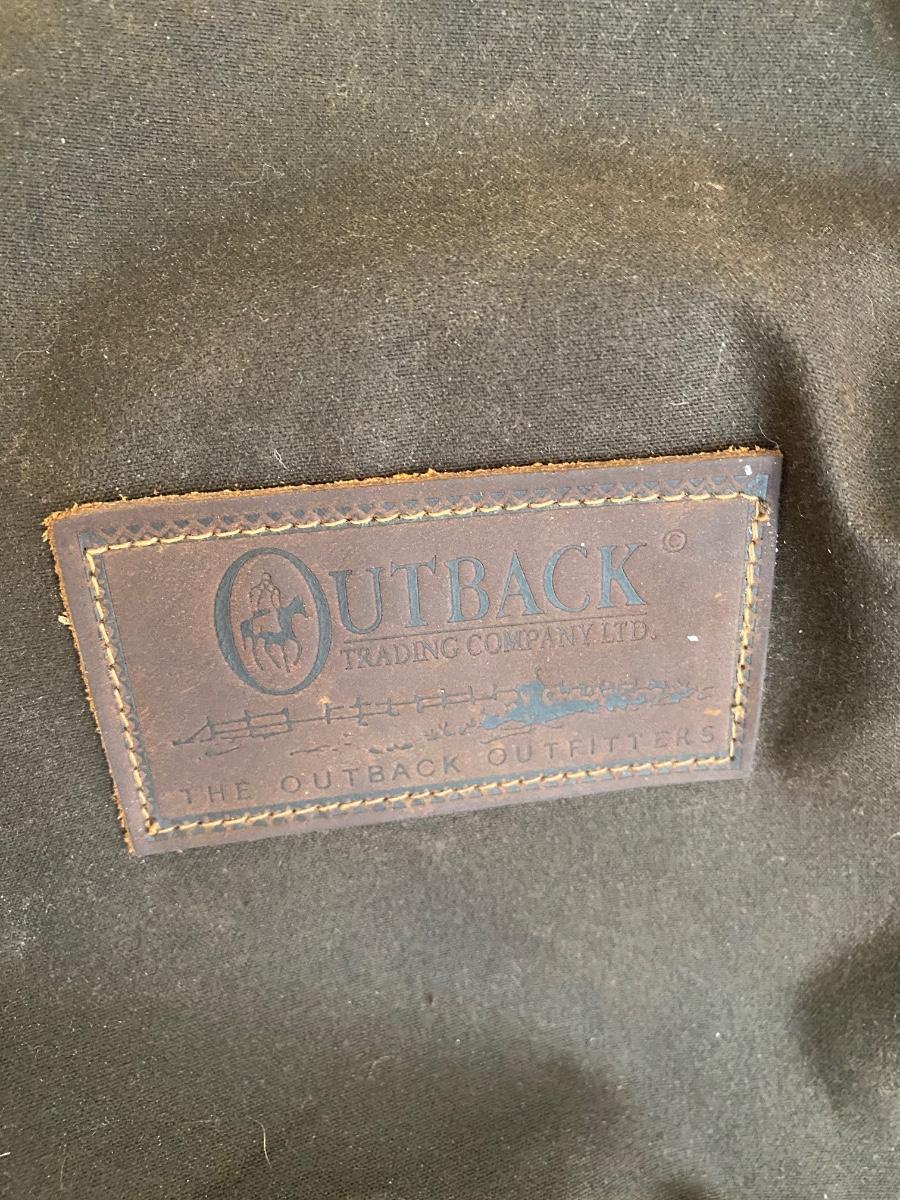 OUTBACK ©
TRADING COMPANY LTD.
THE OUTBACK OUTFITTERS